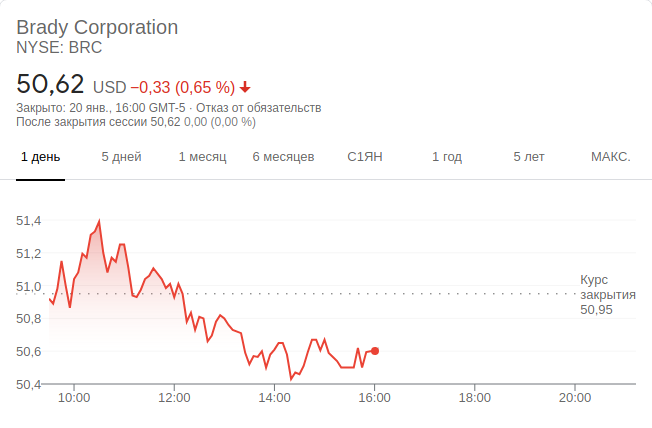 Brady Corporation
NYSE: BRC
50,62 USD −0,33 (0,65 %)
Закрыто: 20 янв., 16:00 GMT-5 · Отказ от обязательств
После закрытия сессии 50,62 0,00 (0,00 %)
1 день 5 дней 1 месяц 6 месяцев С1ЯН 1 год 5 лет МАКС.
51,4
51,2
51,0
50,8
50,6
50,4
Курс
закрытия
50,95
10:00 12:00 14:00 16:00 18:00 20:00